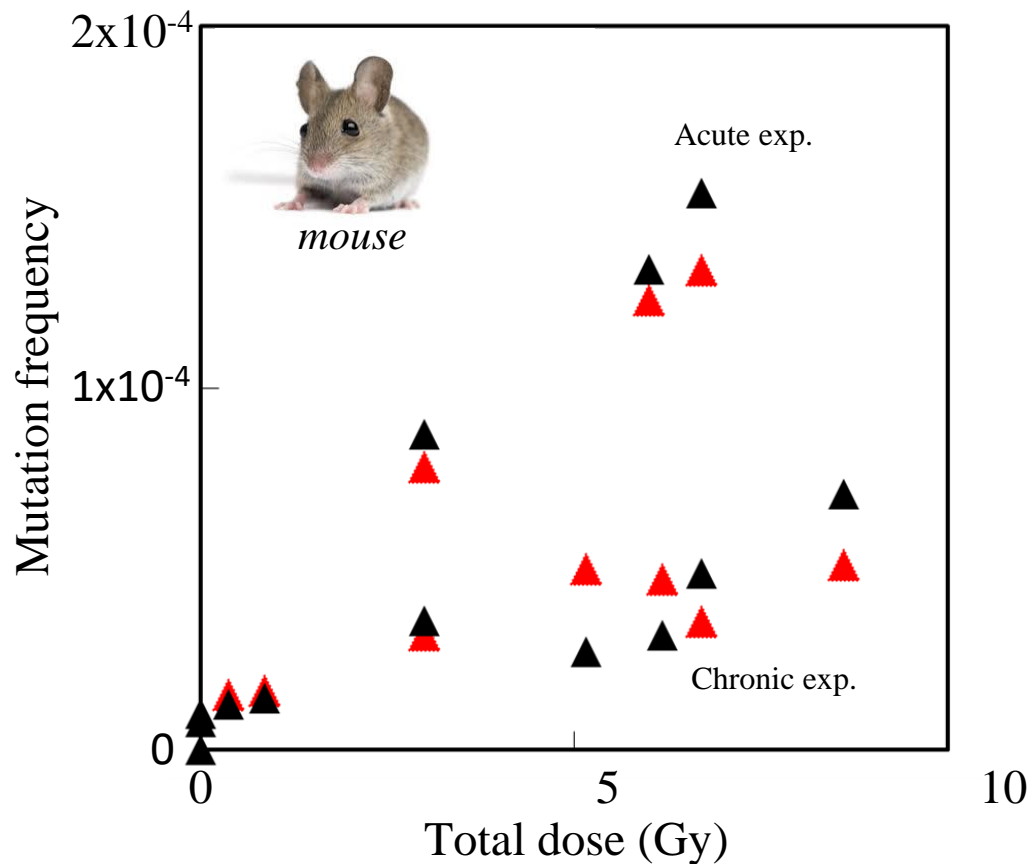 2x10-4
Acute exp.
mouse
Mutation frequency
1x10-4
Chronic exp.
0
0 5 10
Total dose (Gy)